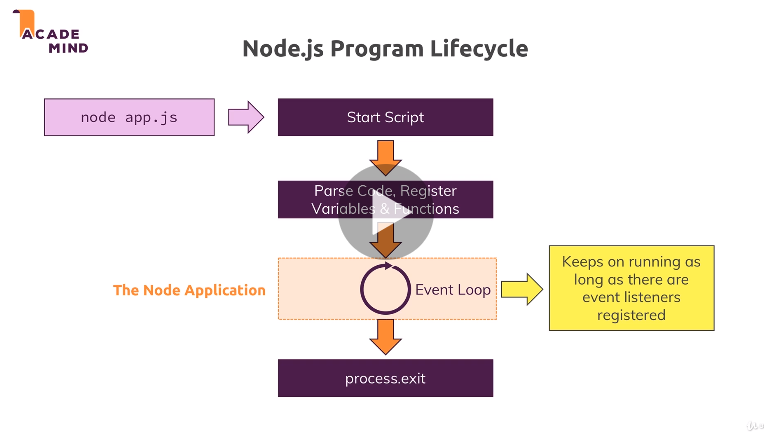 ACADE
MIND
Node.js Program Lifecycle
node app.js
Start Script
Parse Code, Register
Variables & Functions
The Node Application
Event Loop
Keeps on running as
long as there are
event listeners
registered
process.exit